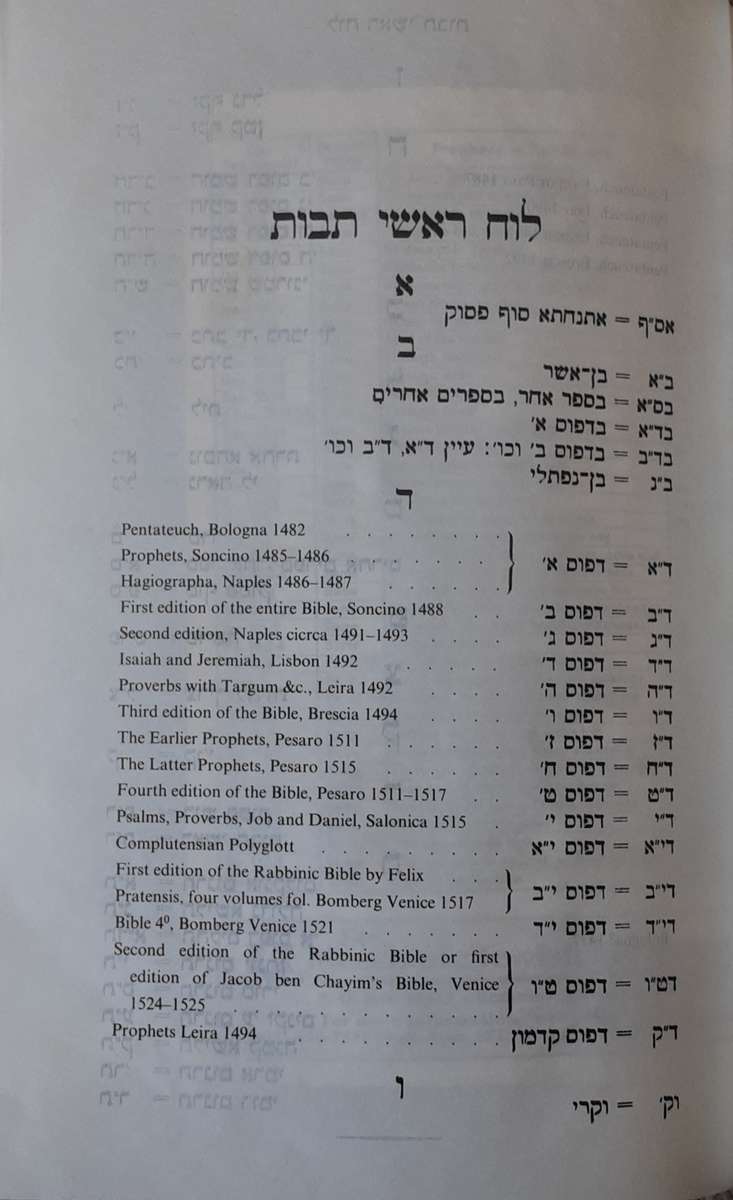 לוח ראשי תבות
א
אס״ף = אתנחתא סוף פסוק
ב
ב״א = בן־אשר
בס״א = בספר אחר, בספרים אחרים
בד״א = בדפוס א׳
בד״ב = בדפוס ב׳ וכו׳: עיין ד״א, ד״ב וכו׳
ב״נ = בן־נפתלי
ד
ד״א = דפוס א׳ Pentateuch, Bologna 1482
Prophets, Soncino 1485–1486
Hagiographa, Naples 1486–1487
ד״ב = דפוס ב׳ First edition of the entire Bible, Soncino 1488
ד״ג = דפוס ג׳ Second edition, Naples cicrca 1491–1493
ד״ד = דפוס ד׳ Isaiah and Jeremiah, Lisbon 1492
ד״ה = דפוס ה׳ Proverbs with Targum &c., Leira 1492
ד״ו = דפוס ו׳ Third edition of the Bible, Brescia 1494
ד״ז = דפוס ז׳ The Earlier Prophets, Pesaro 1511
ד״ח = דפוס ח׳ The Latter Prophets, Pesaro 1515
ד״ט = דפוס ט׳ Fourth edition of the Bible, Pesaro 1511–1517
ד״י = דפוס י׳ Psalms, Proverbs, Job and Daniel, Salonica 1515
די״א = דפוס י״א Complutensian Polyglott
די״ב = דפוס י״ב First edition of the Rabbinic Bible by Felix
Pratensis, four volumes fol. Bomberg Venice 1517
די״ד = דפוס י״ד Bible 4⁰, Bomberg Venice 1521
דט״ו = דפוס ט״ו Second edition of the Rabbinic Bible or first
edition of Jacob ben Chayim's Bible, Venice
1524–1525
ד״ק = דפוס קדמון Prophets Leira 1494
ו
וק׳ = וקרי